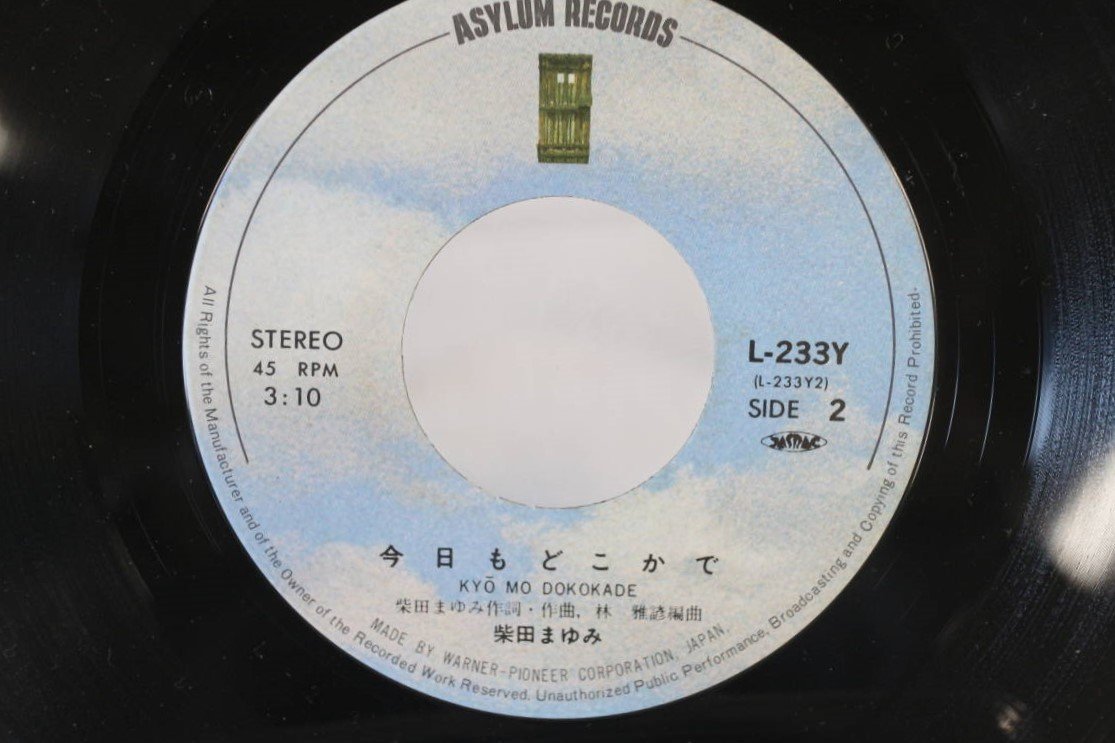 ASYLUM RECORDS
STEREO
45 RPM
3:10
L-233Y
(L-233Y2)
SIDE 2
JASRAC
今日もどこかで
KYŌ MO DOKOKADE
柴田まゆみ作詞・作曲, 林 雅諺編曲
柴田まゆみ
MADE BY WARNER-PIONEER CORPORATION, JAPAN.
All Rights of the Manufacturer and of the Owner of the Recorded Work Reserved. Unauthorized Public Performance, Broadcasting and Copying of this Record Prohibited.